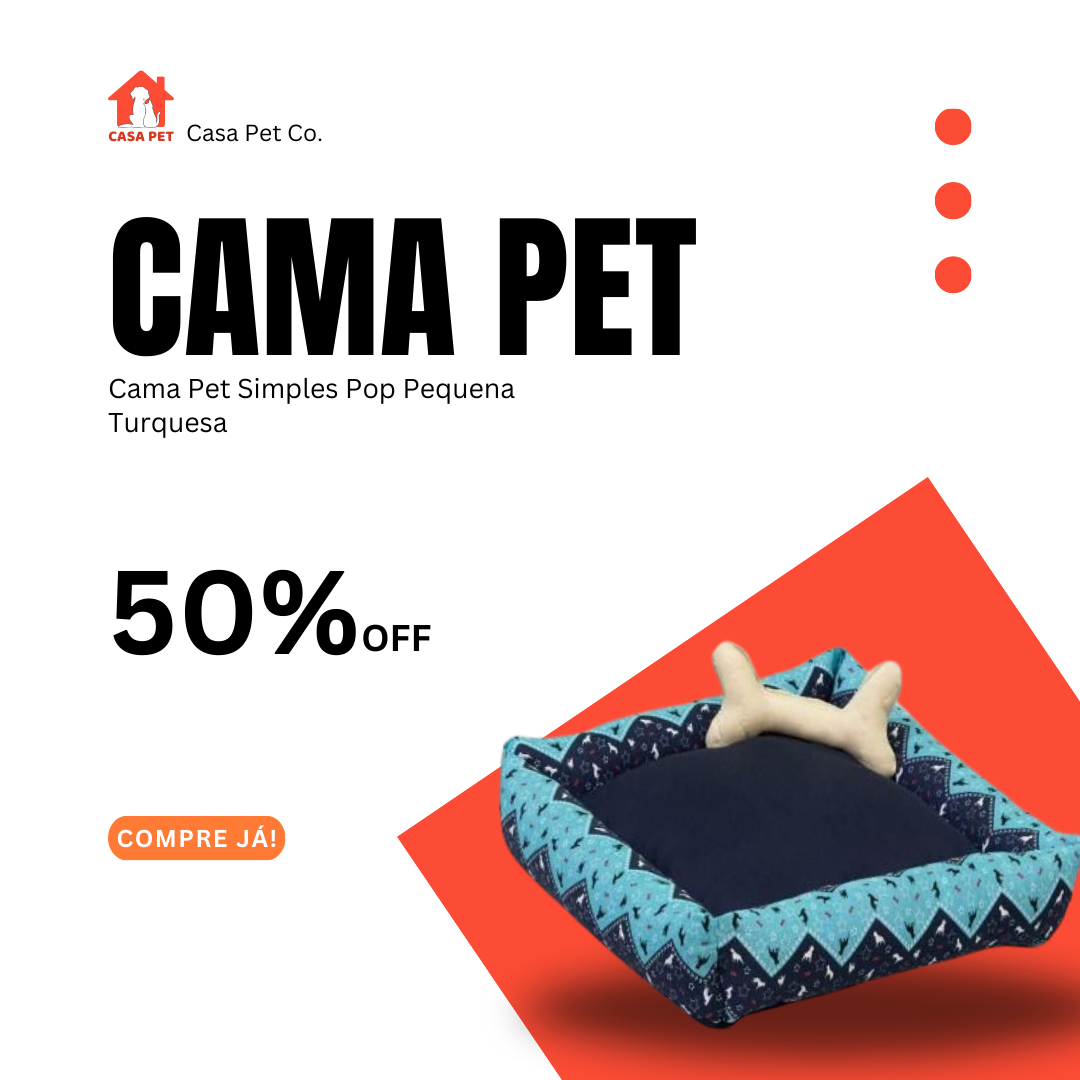 CASA PET
Casa Pet Co.
CAMA PET
Cama Pet Simples Pop Pequena
Turquesa
50% OFF
COMPRE JÁ!